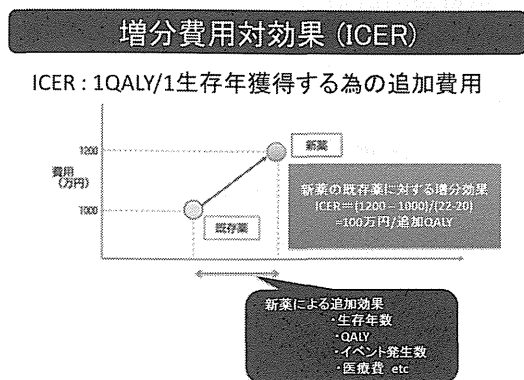 増分費用対効果 (ICER)
ICER : 1QALY/1生存年獲得する為の追加費用
1200
新薬
費用
(万円)
新薬の既存薬に対する増分効果
ICER=(1200 – 1000)/(22-20)
=100万円/追加QALY
1000
既存薬
新薬による追加効果
・生存年数
・QALY
・イベント発生数
・医療費 etc